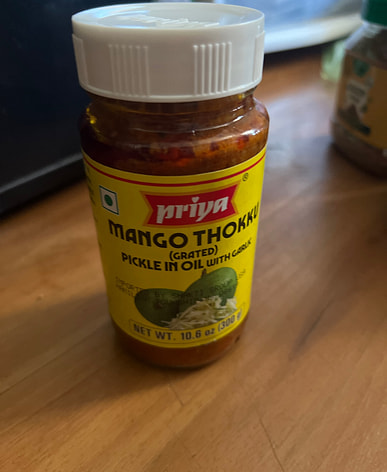 priya
®
MANGO THOKKU
(GRATED)
PICKLE IN OIL WITH GARLIC
NET WT. 10.6 oz (300 g)